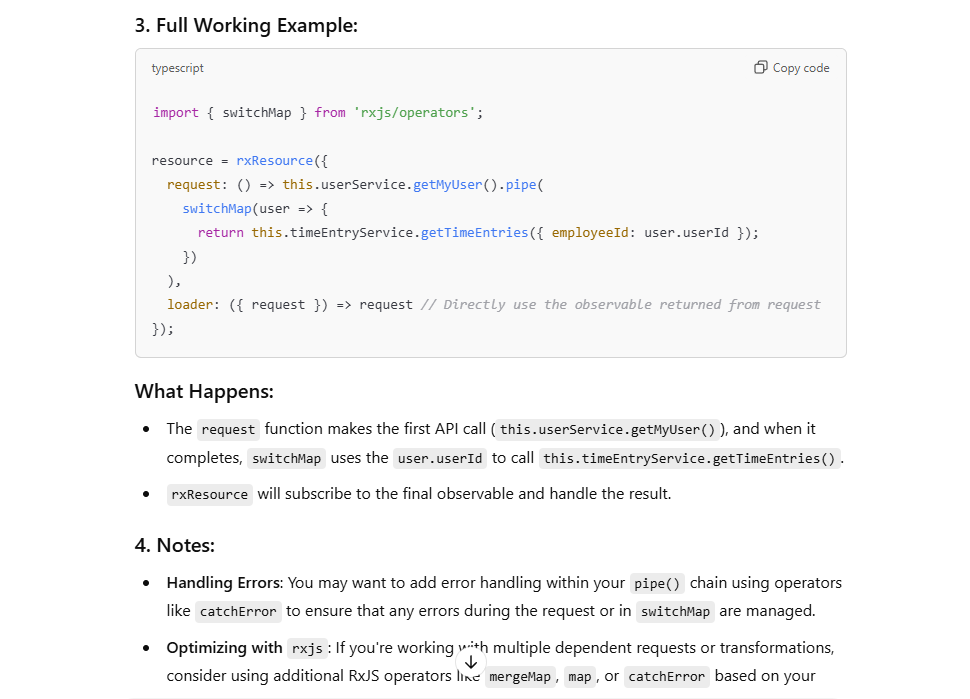 3. Full Working Example:
typescript
Copy code
import { switchMap } from 'rxjs/operators';
resource = rxResource({
  request: () => this.userService.getMyUser().pipe(
    switchMap(user => {
      return this.timeEntryService.getTimeEntries({ employeeId: user.userId });
    })
  ),
  loader: ({ request }) => request // Directly use the observable returned from request
});
What Happens:
• The request function makes the first API call ( this.userService.getMyUser() ), and when it
completes, switchMap uses the user.userId to call this.timeEntryService.getTimeEntries() .
• rxResource will subscribe to the final observable and handle the result.
4. Notes:
• Handling Errors: You may want to add error handling within your pipe() chain using operators
like catchError to ensure that any errors during the request or in switchMap are managed.
• Optimizing with rxjs : If you're working with multiple dependent requests or transformations,
consider using additional RxJS operators like mergeMap , map , or catchError based on your